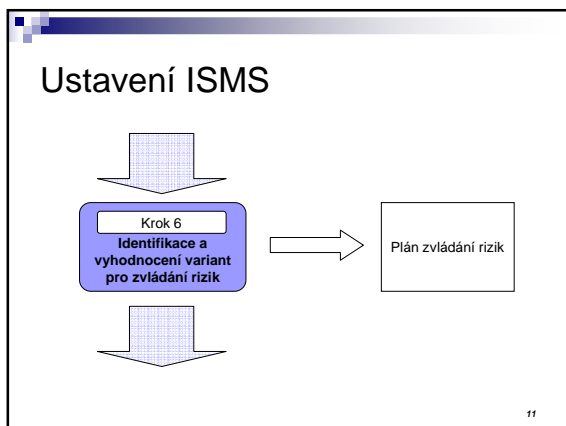 Ustavení ISMS
Krok 6
Identifikace a
vyhodnocení variant
pro zvládání rizik
Plán zvládání rizik
11